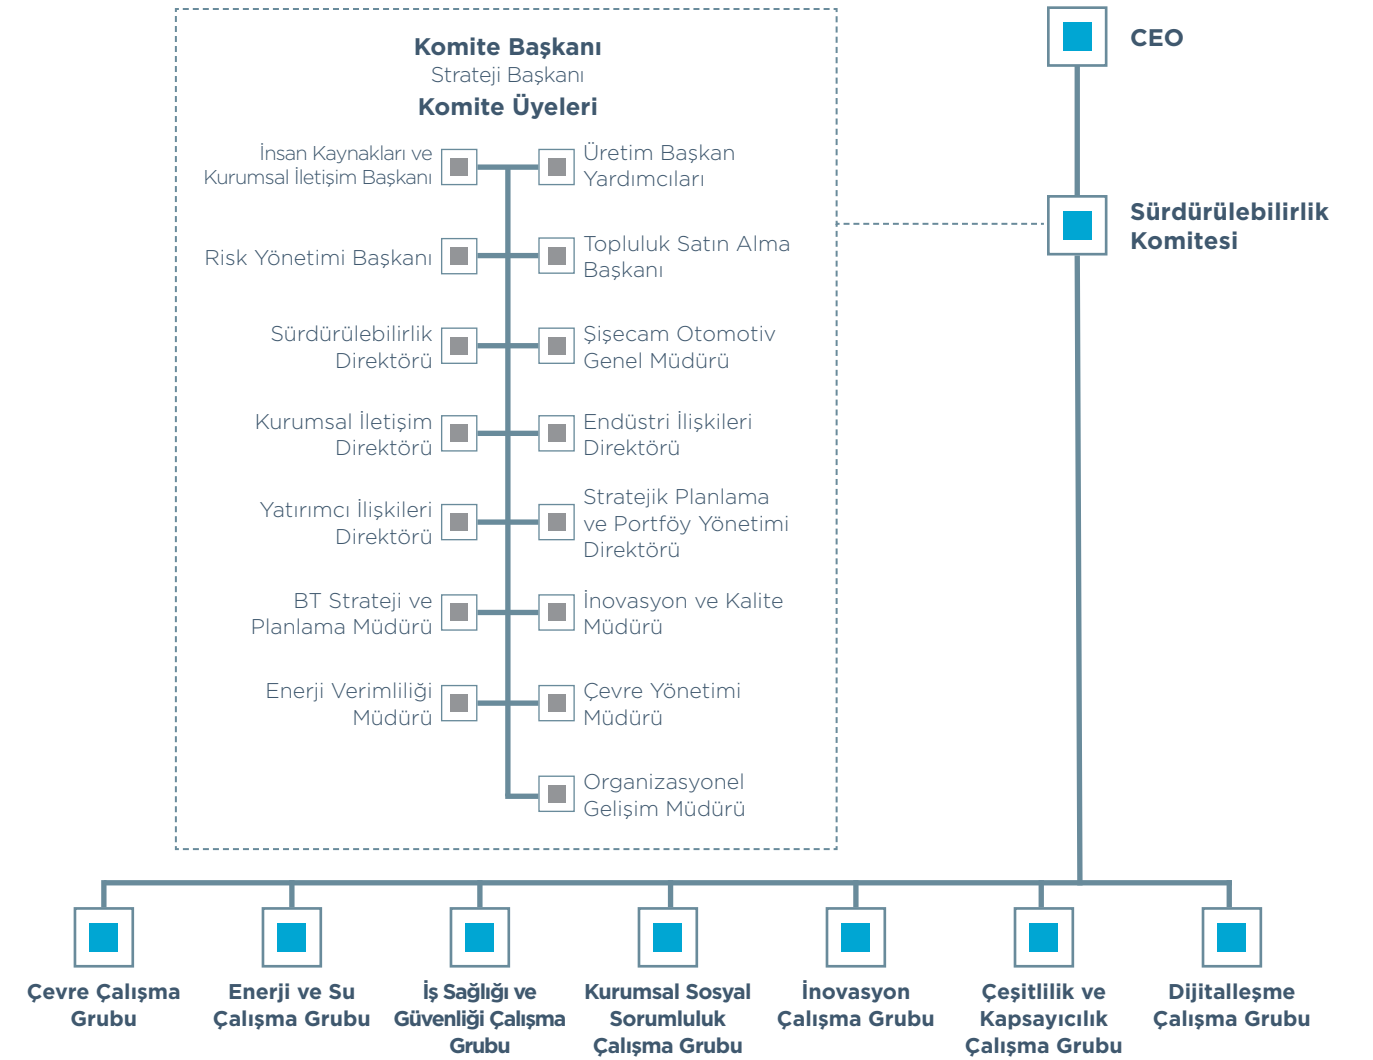 Komite Başkanı
Strateji Başkanı
Komite Üyeleri
İnsan Kaynakları ve
Kurumsal İletişim Başkanı
Üretim Başkan
Yardımcıları
Risk Yönetimi Başkanı
Topluluk Satın Alma
Başkanı
Sürdürülebilirlik
Direktörü
Şişecam Otomotiv
Genel Müdürü
Kurumsal İletişim
Direktörü
Endüstri İlişkileri
Direktörü
Yatırımcı İlişkileri
Direktörü
Stratejik Planlama
ve Portföy Yönetimi
Direktörü
BT Strateji ve
Planlama Müdürü
İnovasyon ve Kalite
Müdürü
Enerji Verimliliği
Müdürü
Çevre Yönetimi
Müdürü
Organizasyonel
Gelişim Müdürü
CEO
Sürdürülebilirlik
Komitesi
Çevre Çalışma
Grubu
Enerji ve Su
Çalışma Grubu
İş Sağlığı ve
Güvenliği Çalışma
Grubu
Kurumsal Sosyal
Sorumluluk
Çalışma Grubu
İnovasyon
Çalışma Grubu
Çeşitlilik ve
Kapsayıcılık
Çalışma Grubu
Dijitalleşme
Çalışma Grubu